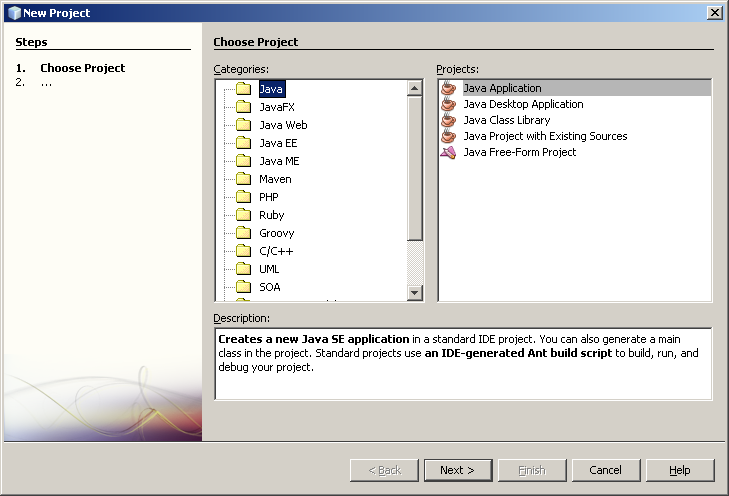 New Project
Steps
1. Choose Project
2. ...
Choose Project
Categories:
Java
JavaFX
Java Web
Java EE
Java ME
Maven
PHP
Ruby
Groovy
C/C++
UML
SOA
Projects:
Java Application
Java Desktop Application
Java Class Library
Java Project with Existing Sources
Java Free-Form Project
Description:
Creates a new Java SE application in a standard IDE project. You can also generate a main
class in the project. Standard projects use an IDE-generated Ant build script to build, run, and
debug your project.
< Back
Next >
Finish
Cancel
Help